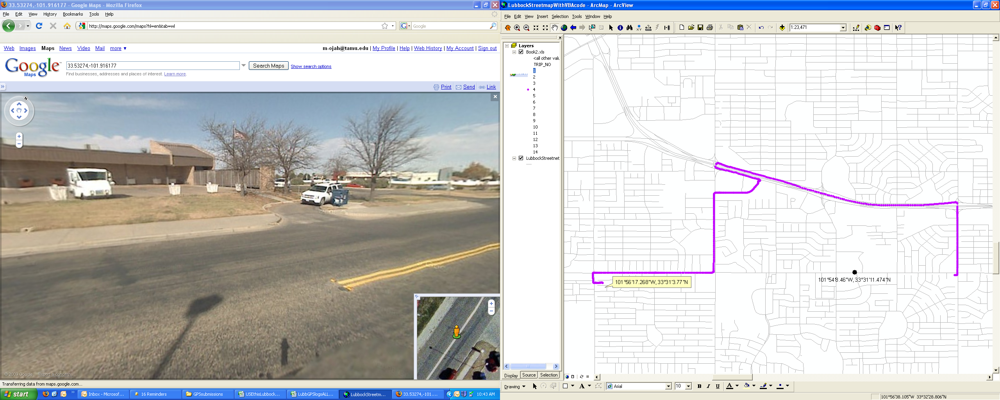 33.53274,-101.916177 - Google Maps - Mozilla Firefox
File Edit View History Bookmarks Tools Help
http://maps.google.com/maps?hl=en&tab=wl
Google
Web Images Maps News Video Mail more ▼
m-ojah@tamu.edu | My Profile | Help | Web History | My Account | Sign out
Google Maps
33.53274,-101.916177
Search Maps
Show search options
Find businesses, addresses and places of interest. Learn more.
Print Send Link
N
© 2009 Google Report a concern.
Transferring data from maps.google.com...
start
Inbox - Microsof...
16 Reminders
GPSsubmissions
USEthisLubbock...
LubbGPSlogsALL...
LubbockStreetm...
33.53274,-101....
10:43 AM
LubbockStreetmapWithVBAcode - ArcMap - ArcView
File Edit View Insert Selection Tools Window Help
1:23,471
Layers
Book2.xls
<all other valu
TRIP_NO
1
2
3
4
5
6
7
8
9
10
11
12
13
14
LubbockStreetnet
Display Source Selection
101°56'17.268"W, 33°31'3.77"N
101°54'8.46"W, 33°31'11.474"N
Drawing
A
Arial
10
B I U A
101°56'38.105"W 33°32'28.806"N